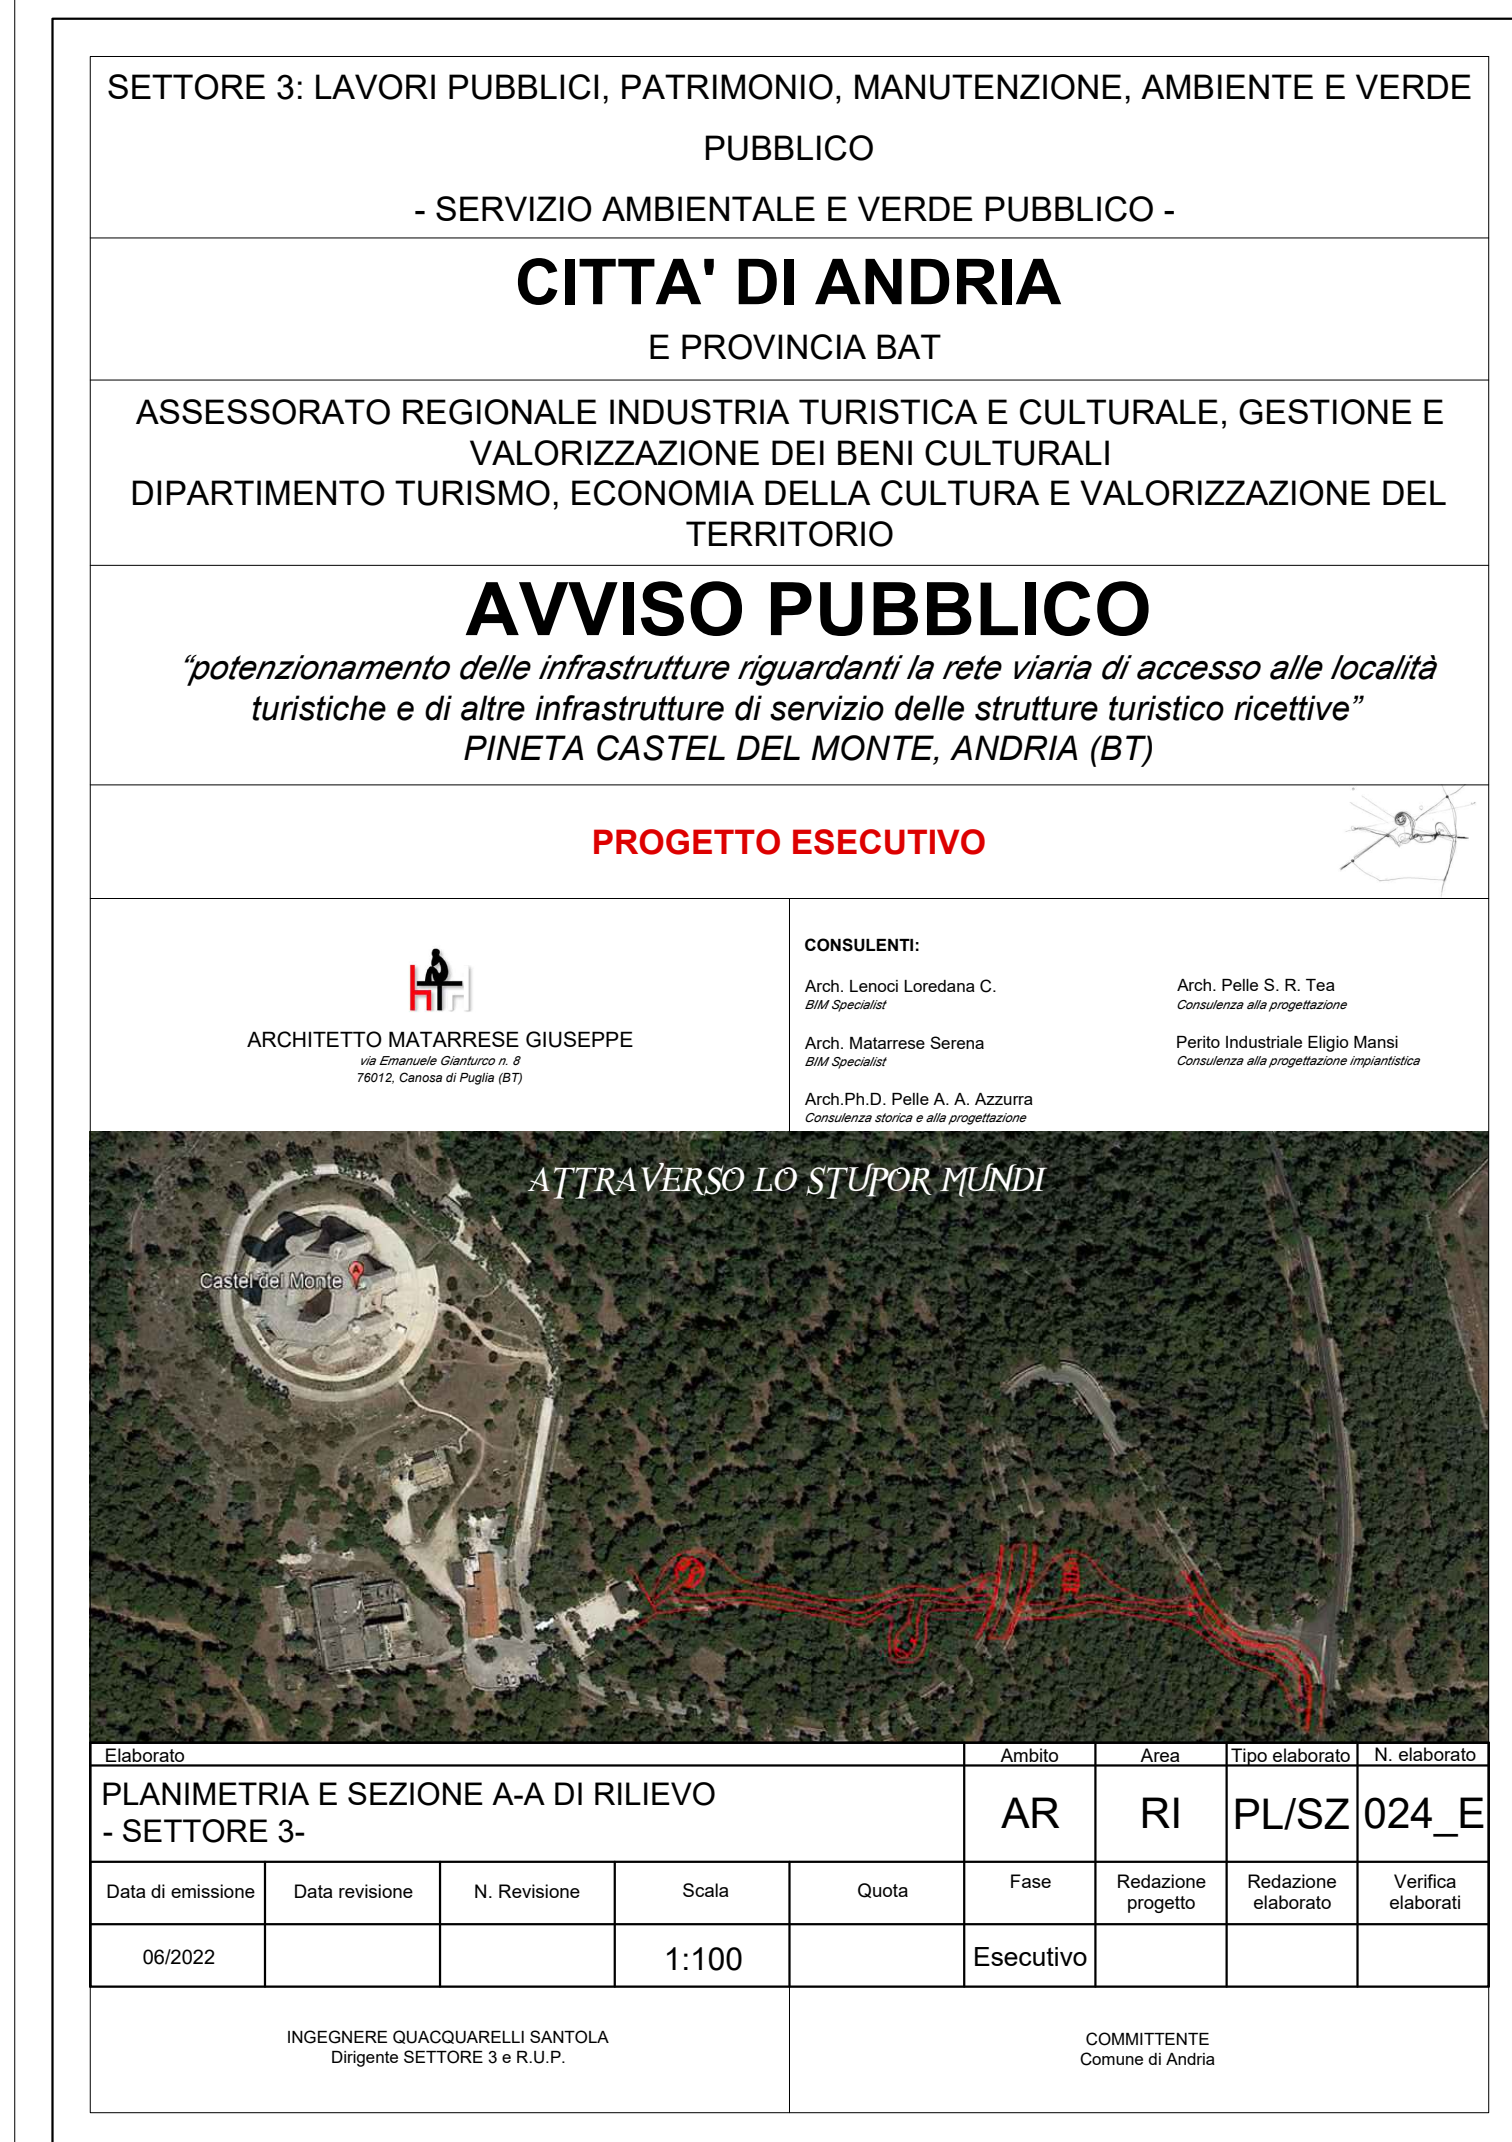 SETTORE 3: LAVORI PUBBLICI, PATRIMONIO, MANUTENZIONE, AMBIENTE E VERDE
PUBBLICO
- SERVIZIO AMBIENTALE E VERDE PUBBLICO -
CITTA' DI ANDRIA
E PROVINCIA BAT
ASSESSORATO REGIONALE INDUSTRIA TURISTICA E CULTURALE, GESTIONE E
VALORIZZAZIONE DEI BENI CULTURALI
DIPARTIMENTO TURISMO, ECONOMIA DELLA CULTURA E VALORIZZAZIONE DEL
TERRITORIO
AVVISO PUBBLICO
“potenzionamento delle infrastrutture riguardanti la rete viaria di accesso alle località
turistiche e di altre infrastrutture di servizio delle strutture turistico ricettive”
PINETA CASTEL DEL MONTE, ANDRIA (BT)
PROGETTO ESECUTIVO
ARCHITETTO MATARRESE GIUSEPPE
via Emanuele Gianturco n. 8
76012, Canosa di Puglia (BT)
CONSULENTI:
Arch. Lenoci Loredana C.
BIM Specialist
Arch. Matarrese Serena
BIM Specialist
Arch.Ph.D. Pelle A. A. Azzurra
Consulenza storica e alla progettazione
Arch. Pelle S. R. Tea
Consulenza alla progettazione
Perito Industriale Eligio Mansi
Consulenza alla progettazione impiantistica
ATTRAVERSO LO STUPOR MUNDI
Castel del Monte A
Elaborato Ambito Area Tipo elaborato N. elaborato
PLANIMETRIA E SEZIONE A-A DI RILIEVO
- SETTORE 3-
AR RI PL/SZ 024_E
Data di emissione Data revisione N. Revisione Scala Quota Fase Redazione progetto Redazione elaborato Verifica elaborati
06/2022 1:100 Esecutivo
INGEGNERE QUACQUARELLI SANTOLA
Dirigente SETTORE 3 e R.U.P.
COMMITTENTE
Comune di Andria